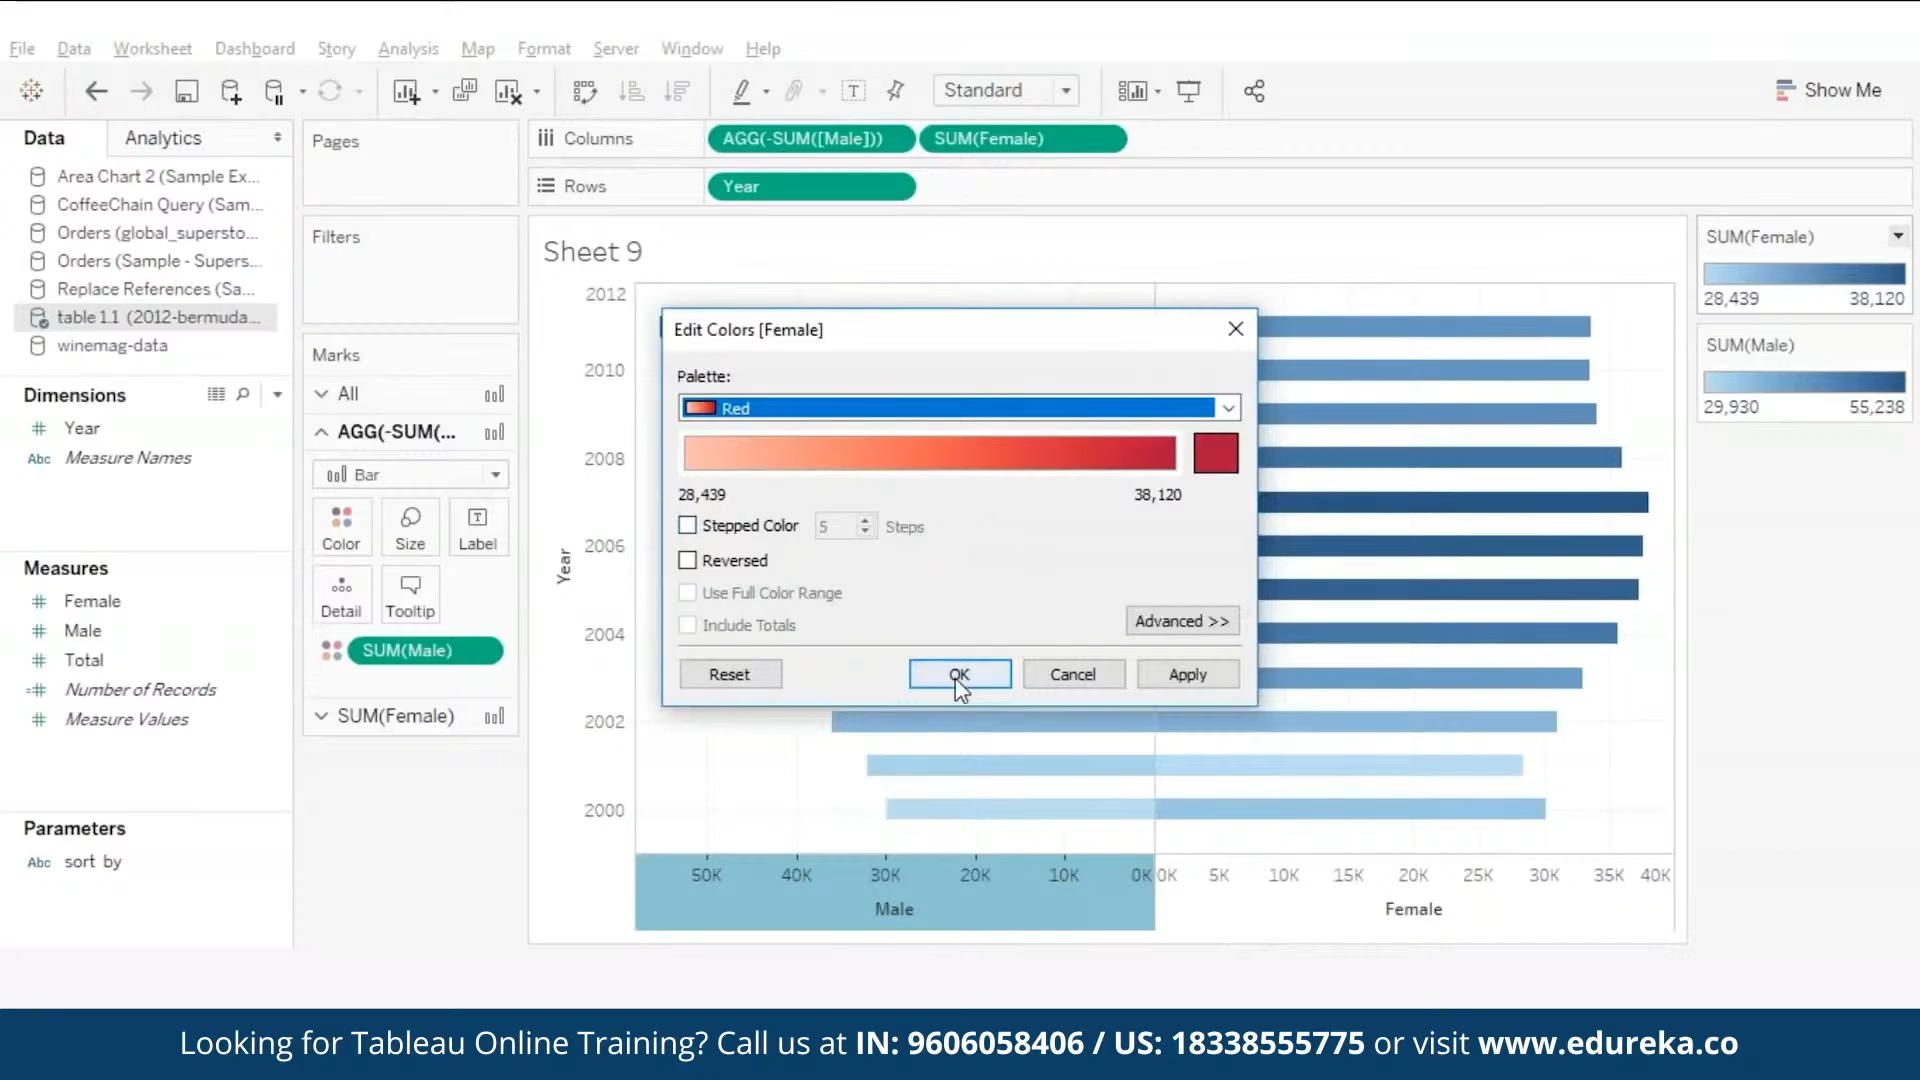 File Data Worksheet Dashboard Story Analysis Map Format Server Window Help
Standard
Show Me
Data Analytics
Area Chart 2 (Sample Ex...
CoffeeChain Query (Sam...
Orders (global_supersto...
Orders (Sample - Supers...
Replace References (Sa...
table 1.1 (2012-bermuda...
winemag-data
Dimensions
Year
Abc Measure Names
Measures
Female
Male
Total
Number of Records
Measure Values
Parameters
Abc sort by
Pages
Filters
Marks
All
AGG(-SUM(...
Bar
Color Size Label
Detail Tooltip
SUM(Male)
SUM(Female)
Columns AGG(-SUM([Male])) SUM(Female)
Rows Year
Sheet 9
2012
2010
2008
2006
2004
2002
2000
Year
50K 40K 30K 20K 10K 0K 0K 5K 10K 15K 20K 25K 30K 35K 40K
Male Female
Edit Colors [Female]
Palette:
Red
28,439 38,120
Stepped Color 5 Steps
Reversed
Use Full Color Range
Include Totals
Advanced >>
Reset OK Cancel Apply
SUM(Female)
28,439 38,120
SUM(Male)
29,930 55,238
Looking for Tableau Online Training? Call us at IN: 9606058406 / US: 18338555775 or visit www.edureka.co